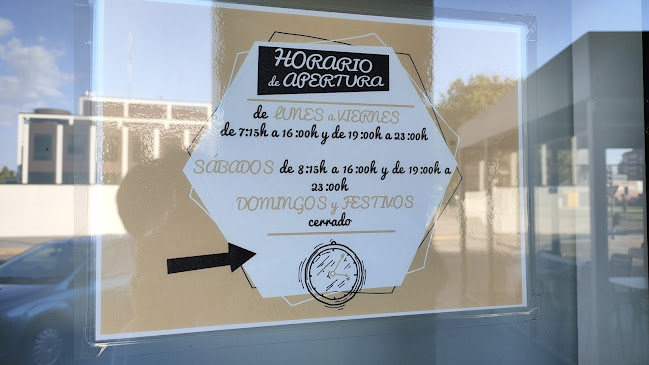 HORARIO
de APERTURA
de LUNES a VIERNES
de 7:15h a 16:00h y de 19:00h a 23:00h
SÁBADOS de 8:15h a 16:00h y de 19:00h a
23:00h
DOMINGOS y FESTIVOS
cerrado